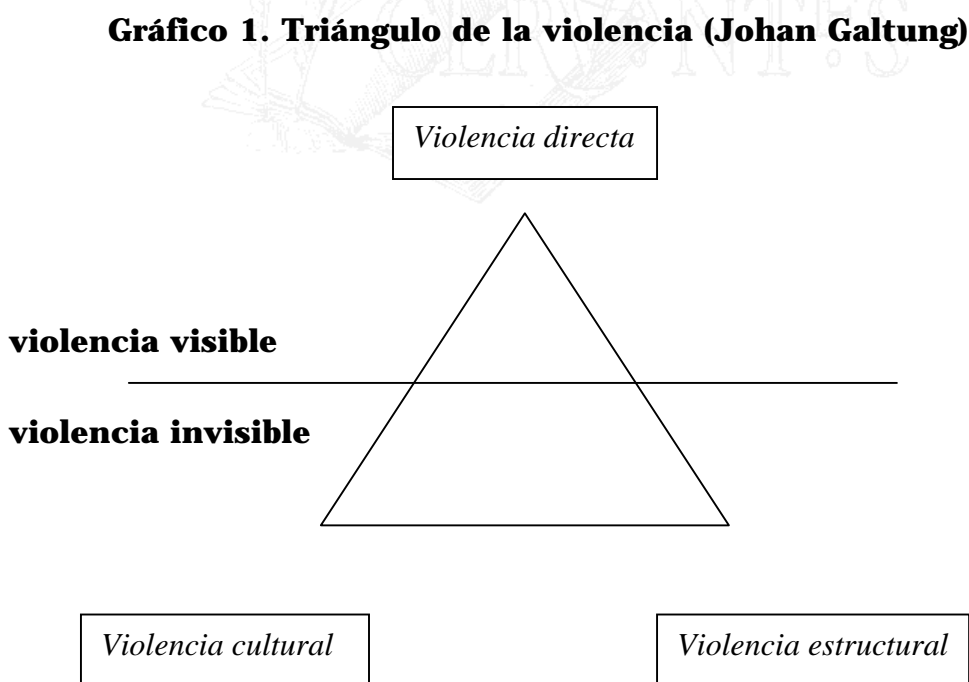 Gráfico 1. Triángulo de la violencia (Johan Galtung)
Violencia directa
violencia visible
violencia invisible
Violencia cultural
Violencia estructural